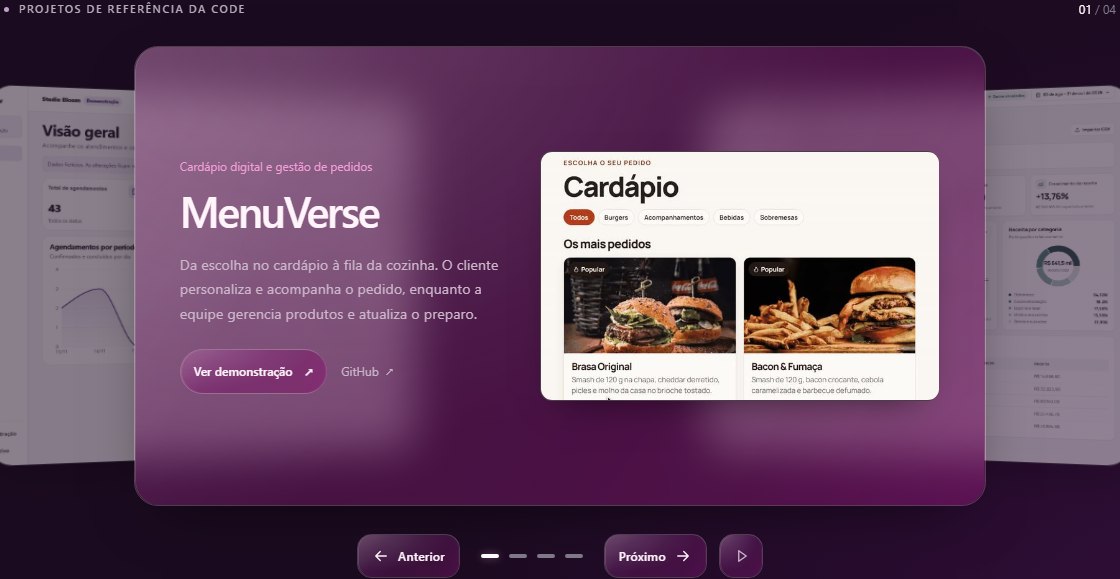 PROJETOS DE REFERÊNCIA DA CODE
01 / 04
Studio Bloom Demonstração
Visão geral
Total de agendamentos
43
Agendamentos por período
Cardápio digital e gestão de pedidos
MenuVerse
Da escolha no cardápio à fila da cozinha. O cliente
personaliza e acompanha o pedido, enquanto a
equipe gerencia produtos e atualiza o preparo.
Ver demonstração ↗
GitHub ↗
ESCOLHA O SEU PEDIDO
Cardápio
Todos Burgers Acompanhamentos Bebidas Sobremesas
Os mais pedidos
Popular
Brasa Original
Smash de 120 g na chapa, cheddar derretido,
picles e molho da casa no brioche tostado.
Popular
Bacon & Fumaça
Smash de 120 g, bacon crocante, cebola
caramelizada e barbecue defumado.
+13,76%
Receita por categoria
← Anterior
Próximo →